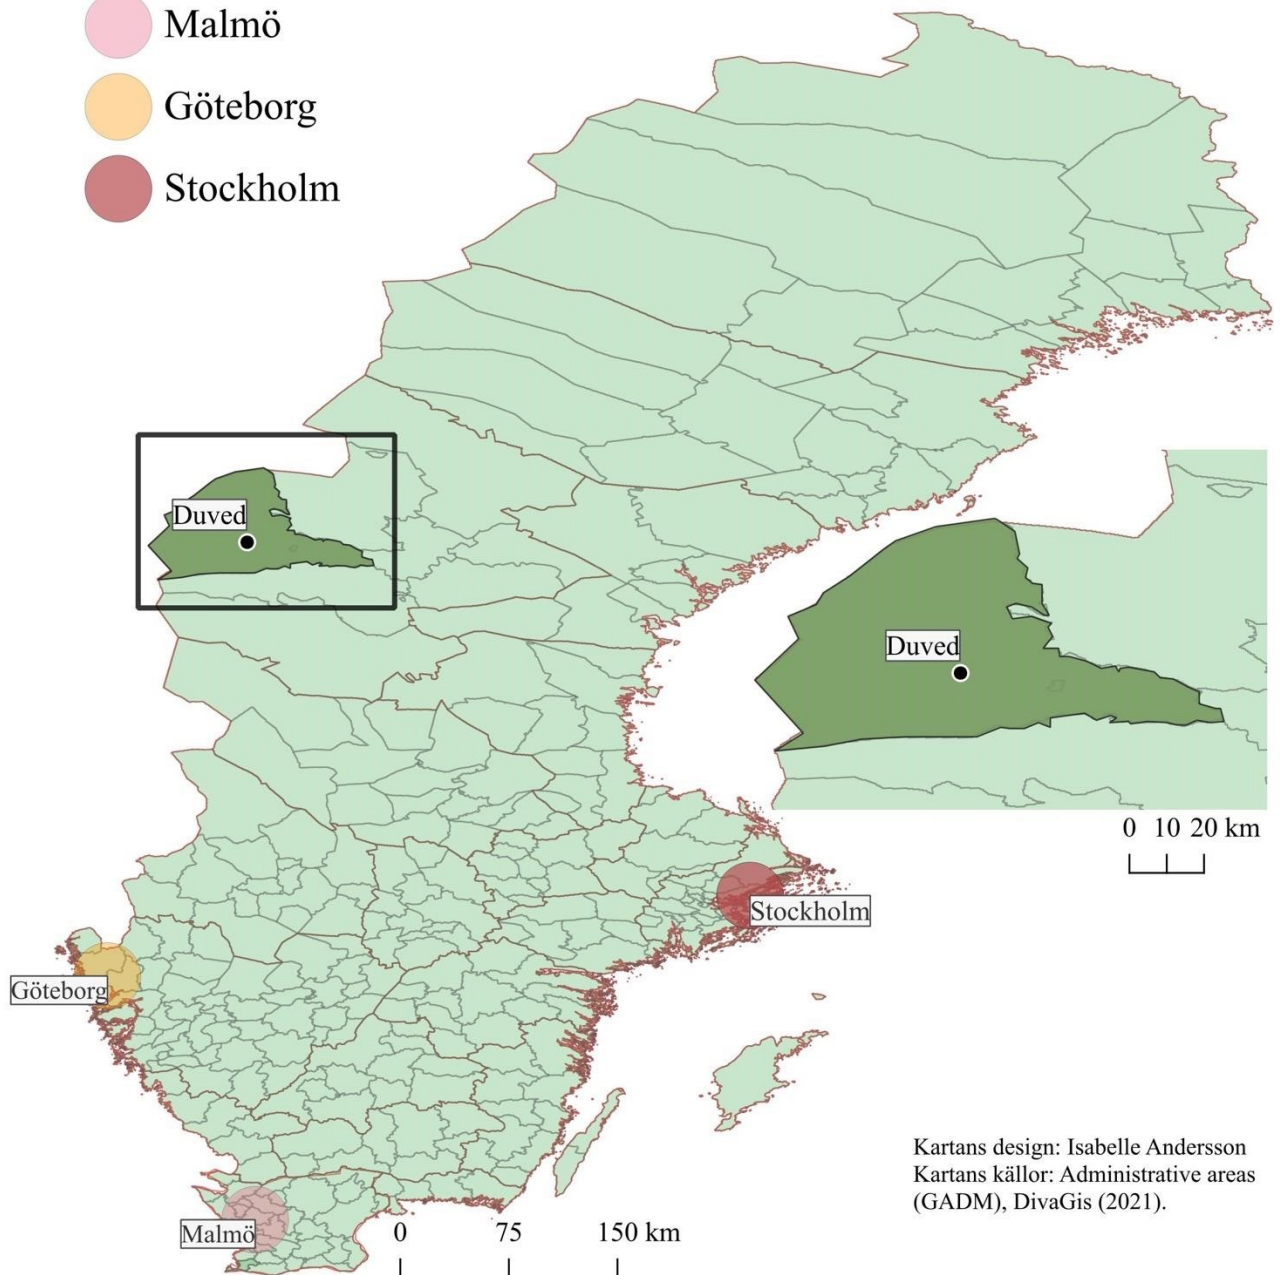 Malmö
Göteborg
Stockholm
Duved
Duved
0 10 20 km
Stockholm
Göteborg
Malmö
0 75 150 km
Kartans design: Isabelle Andersson
Kartans källor: Administrative areas
(GADM), DivaGis (2021).